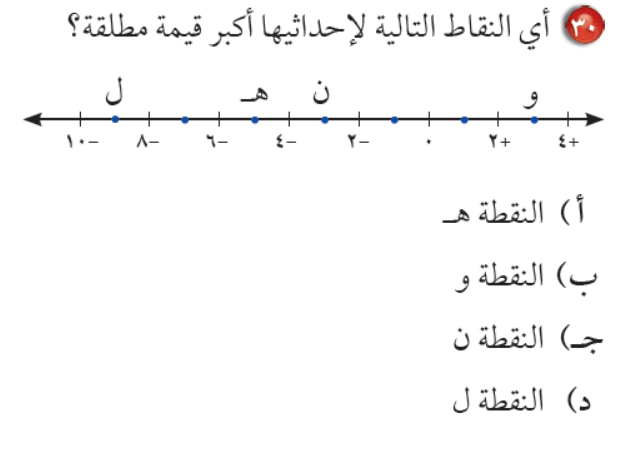 ٣٠ أي النقاط التالية لإحداثيها أكبر قيمة مطلقة؟
ل هـ ن و
١٠− ٨− ٦− ٤− ٢− ٠ ٢+ ٤+
أ) النقطة هـ
ب) النقطة و
جـ) النقطة ن
د) النقطة ل